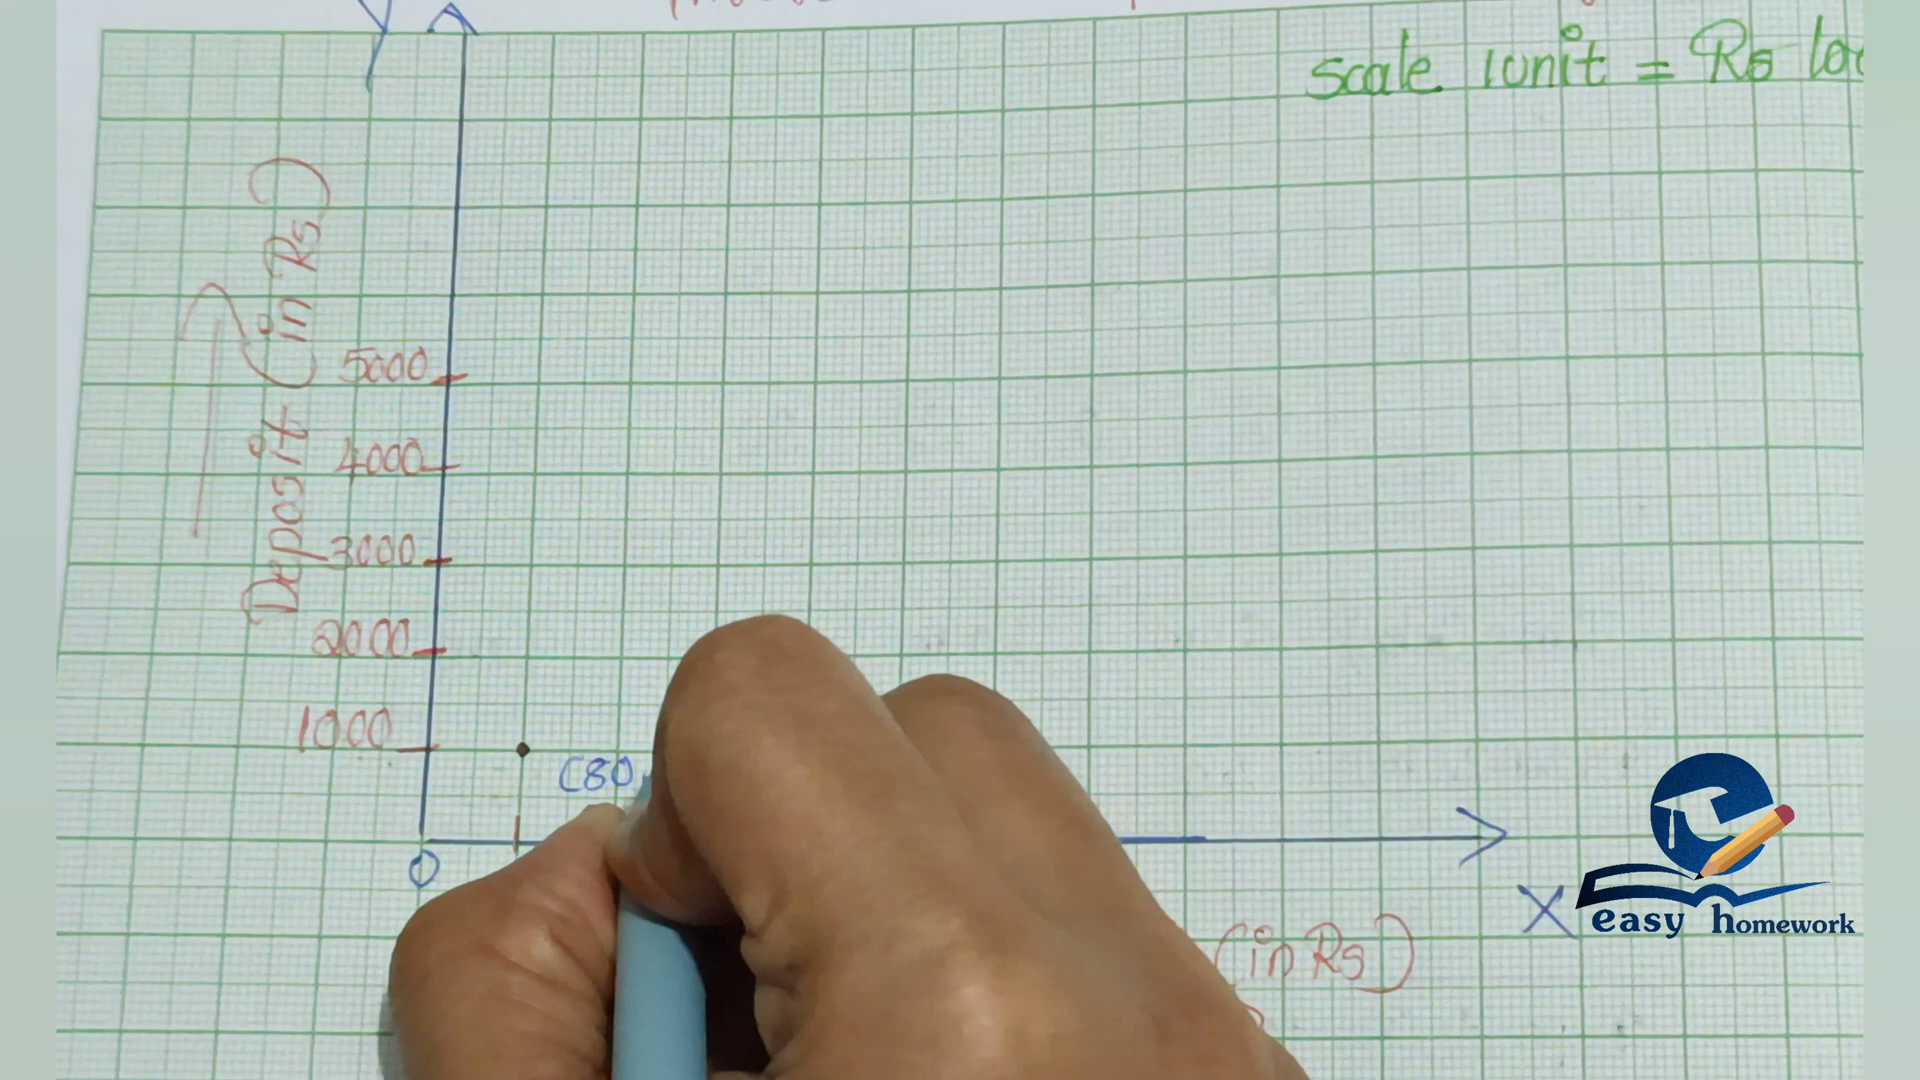 y
scale 1unit = Rs
Deposit (in Rs)
5000
4000
3000
2000
1000
(80,
0
X
(in Rs)
easy homework